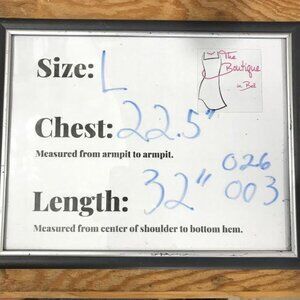 Size: L
The
Boutique
in Bel
Chest: 22.5"
Measured from armpit to armpit.
026
Length: 32" 003
Measured from center of shoulder to bottom hem.